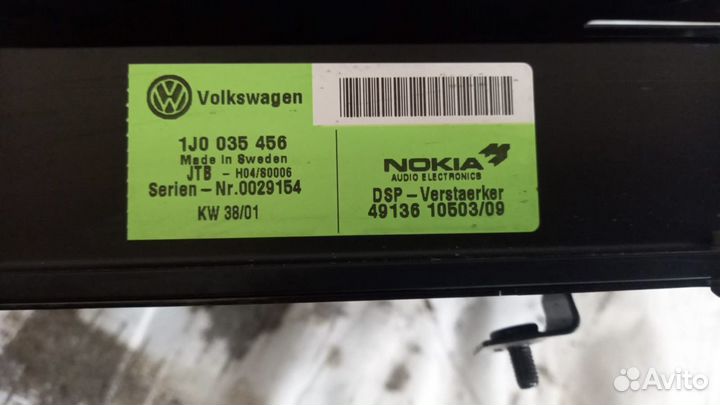 Volkswagen
1J0 035 456
Made in Sweden
JTB - H04/S0006
Serien-Nr.0029154
KW 38/01
NOKIA
AUDIO ELECTRONICS
DSP-Verstaerker
49136 10503/09
Avito